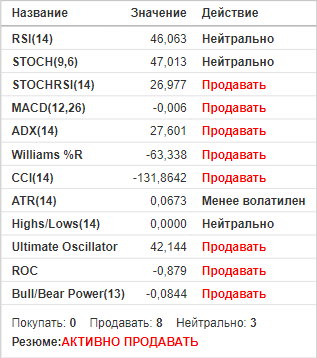 Название Значение Действие
RSI(14) 46,063 Нейтрально
STOCH(9,6) 47,013 Нейтрально
STOCHRSI(14) 26,977 Продавать
MACD(12,26) -0,006 Продавать
ADX(14) 27,601 Продавать
Williams %R -63,338 Продавать
CCI(14) -131,8642 Продавать
ATR(14) 0,0673 Менее волатилен
Highs/Lows(14) 0,0000 Нейтрально
Ultimate Oscillator 42,144 Продавать
ROC -0,879 Продавать
Bull/Bear Power(13) -0,0844 Продавать
Покупать: 0 Продавать: 8 Нейтрально: 3
Резюме:АКТИВНО ПРОДАВАТЬ